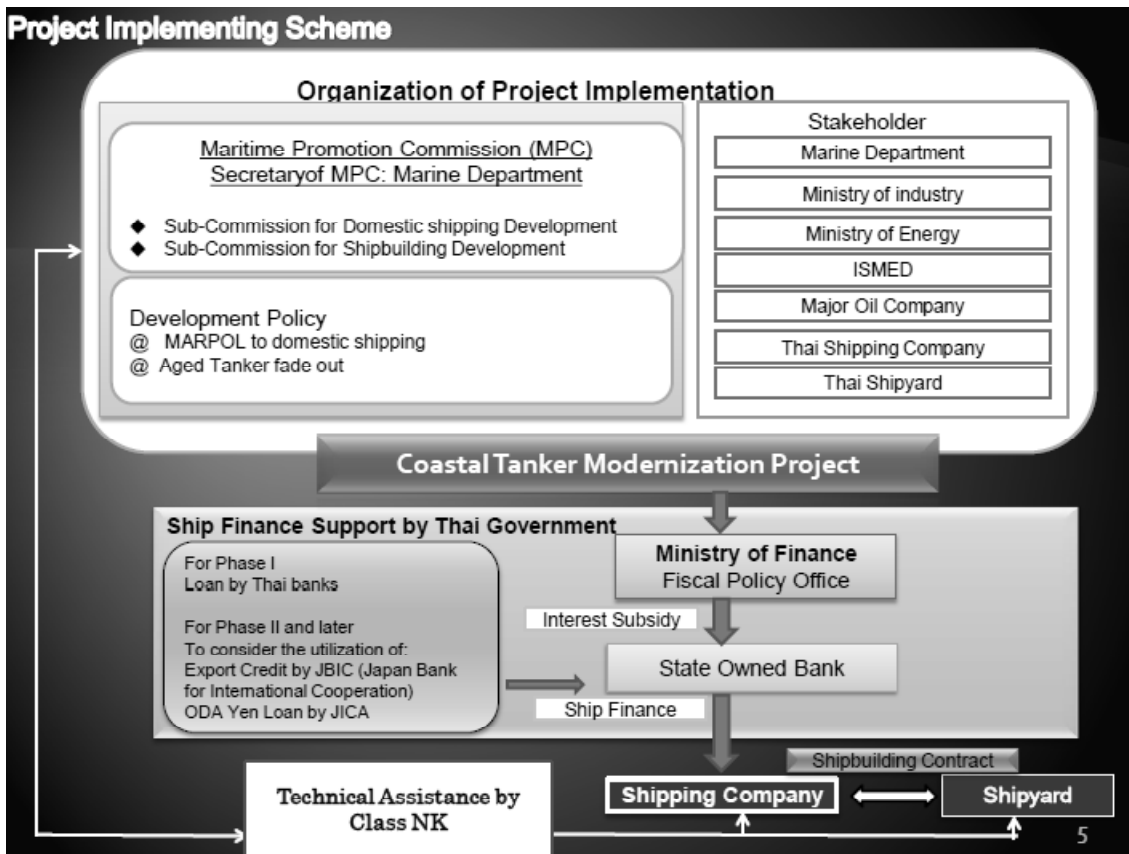 Project Implementing Scheme
Organization of Project Implementation
Maritime Promotion Commission (MPC)
Secretaryof MPC: Marine Department
◆ Sub-Commission for Domestic shipping Development
◆ Sub-Commission for Shipbuilding Development
Development Policy
@ MARPOL to domestic shipping
@ Aged Tanker fade out
Stakeholder
Marine Department
Ministry of industry
Ministry of Energy
ISMED
Major Oil Company
Thai Shipping Company
Thai Shipyard
Coastal Tanker Modernization Project
Ship Finance Support by Thai Government
For Phase I
Loan by Thai banks
For Phase II and later
To consider the utilization of:
Export Credit by JBIC (Japan Bank
for International Cooperation)
ODA Yen Loan by JICA
Ministry of Finance
Fiscal Policy Office
Interest Subsidy
State Owned Bank
Ship Finance
Shipbuilding Contract
Shipping Company
Shipyard
Technical Assistance by
Class NK
5